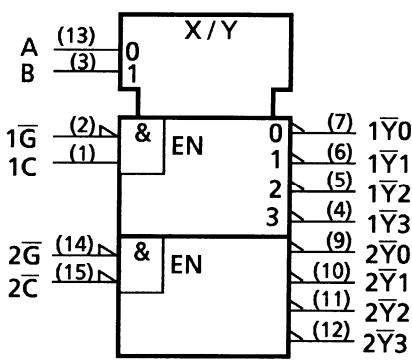 X / Y
A (13) 0
B (3) 1
1G̅ (2) & EN 0 (7) 1Y̅0
1C (1) 1 (6) 1Y̅1
2 (5) 1Y̅2
3 (4) 1Y̅3
2G̅ (14) & EN (9) 2Y̅0
2C̅ (15) (10) 2Y̅1
(11) 2Y̅2
(12) 2Y̅3